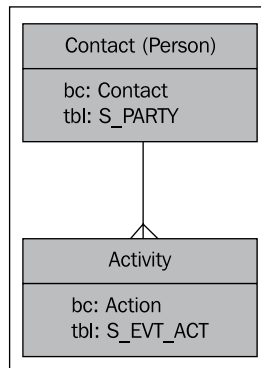 Contact (Person)
bc: Contact
tbl: S_PARTY
Activity
bc: Action
tbl: S_EVT_ACT